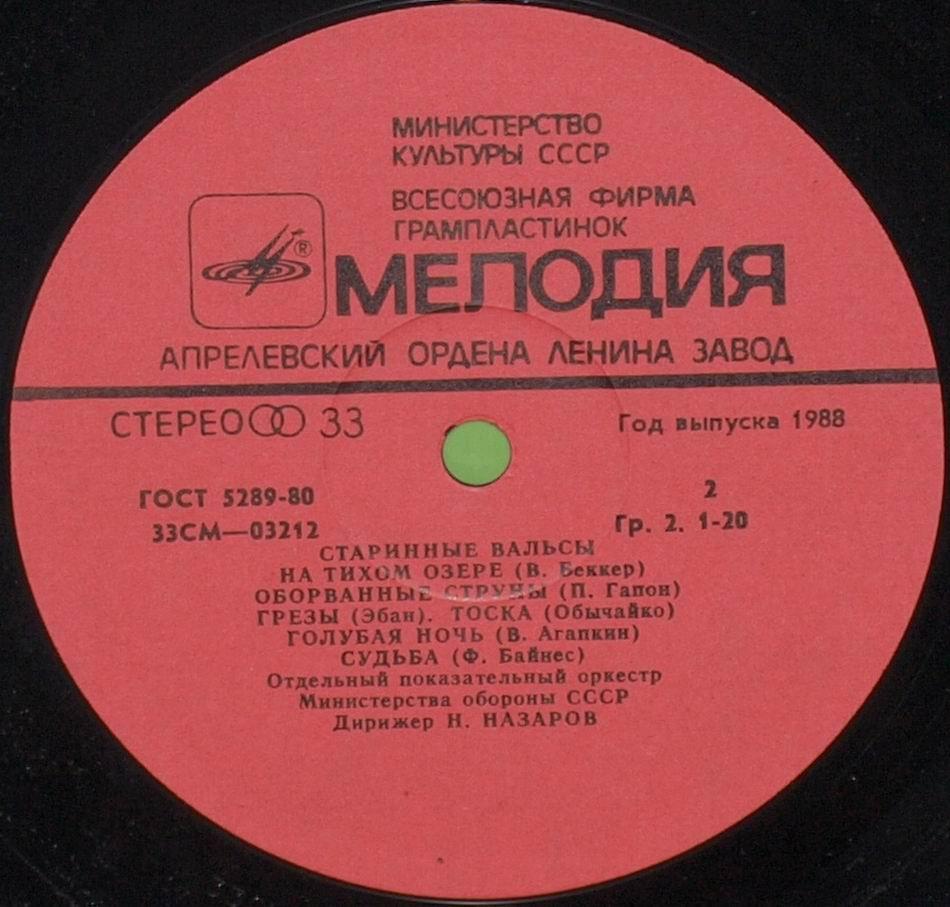 МИНИСТЕРСТВО
КУЛЬТУРЫ СССР
ВСЕСОЮЗНАЯ ФИРМА
ГРАМПЛАСТИНОК
®
МЕЛОДИЯ
АПРЕЛЕВСКИЙ ОРДЕНА ЛЕНИНА ЗАВОД
СТЕРЕО 33
Год выпуска 1988
ГОСТ 5289-80
2
33СМ—03212
Гр. 2. 1-20
СТАРИННЫЕ ВАЛЬСЫ
НА ТИХОМ ОЗЕРЕ (В. Беккер)
ОБОРВАННЫЕ СТРУНЫ (П. Гапон)
ГРЕЗЫ (Эбан). ТОСКА (Обычайко)
ГОЛУБАЯ НОЧЬ (В. Агапкин)
СУДЬБА (Ф. Байнес)
Отдельный показательный оркестр
Министерства обороны СССР
Дирижер Н. НАЗАРОВ